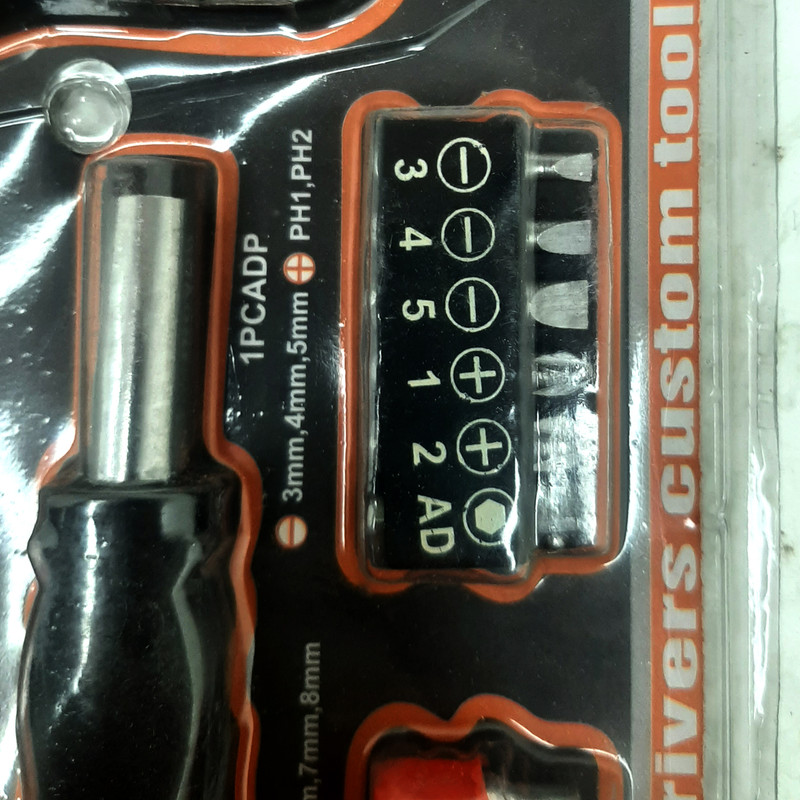 1PCADP
3mm,4mm,5mm PH1,PH2
3
4
5
1
2
AD
,7mm,8mm
rivers custom tool